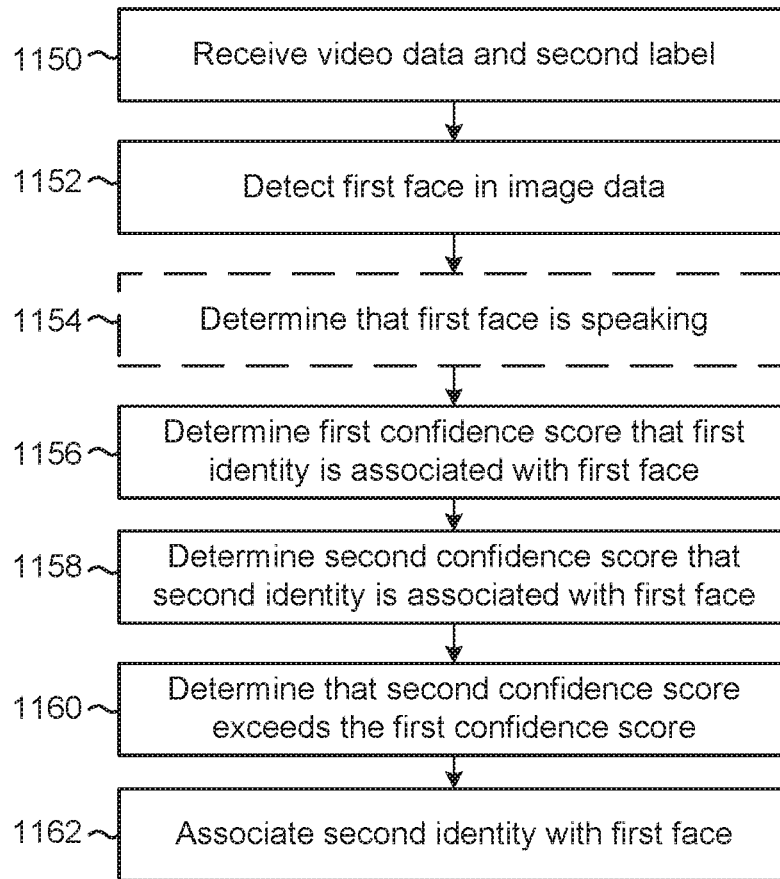 1150 Receive video data and second label
1152 Detect first face in image data
1154 Determine that first face is speaking
Determine first confidence score that first
1156 identity is associated with first face
Determine second confidence score that
1158 second identity is associated with first face
Determine that second confidence score
1160 exceeds the first confidence score
1162 Associate second identity with first face